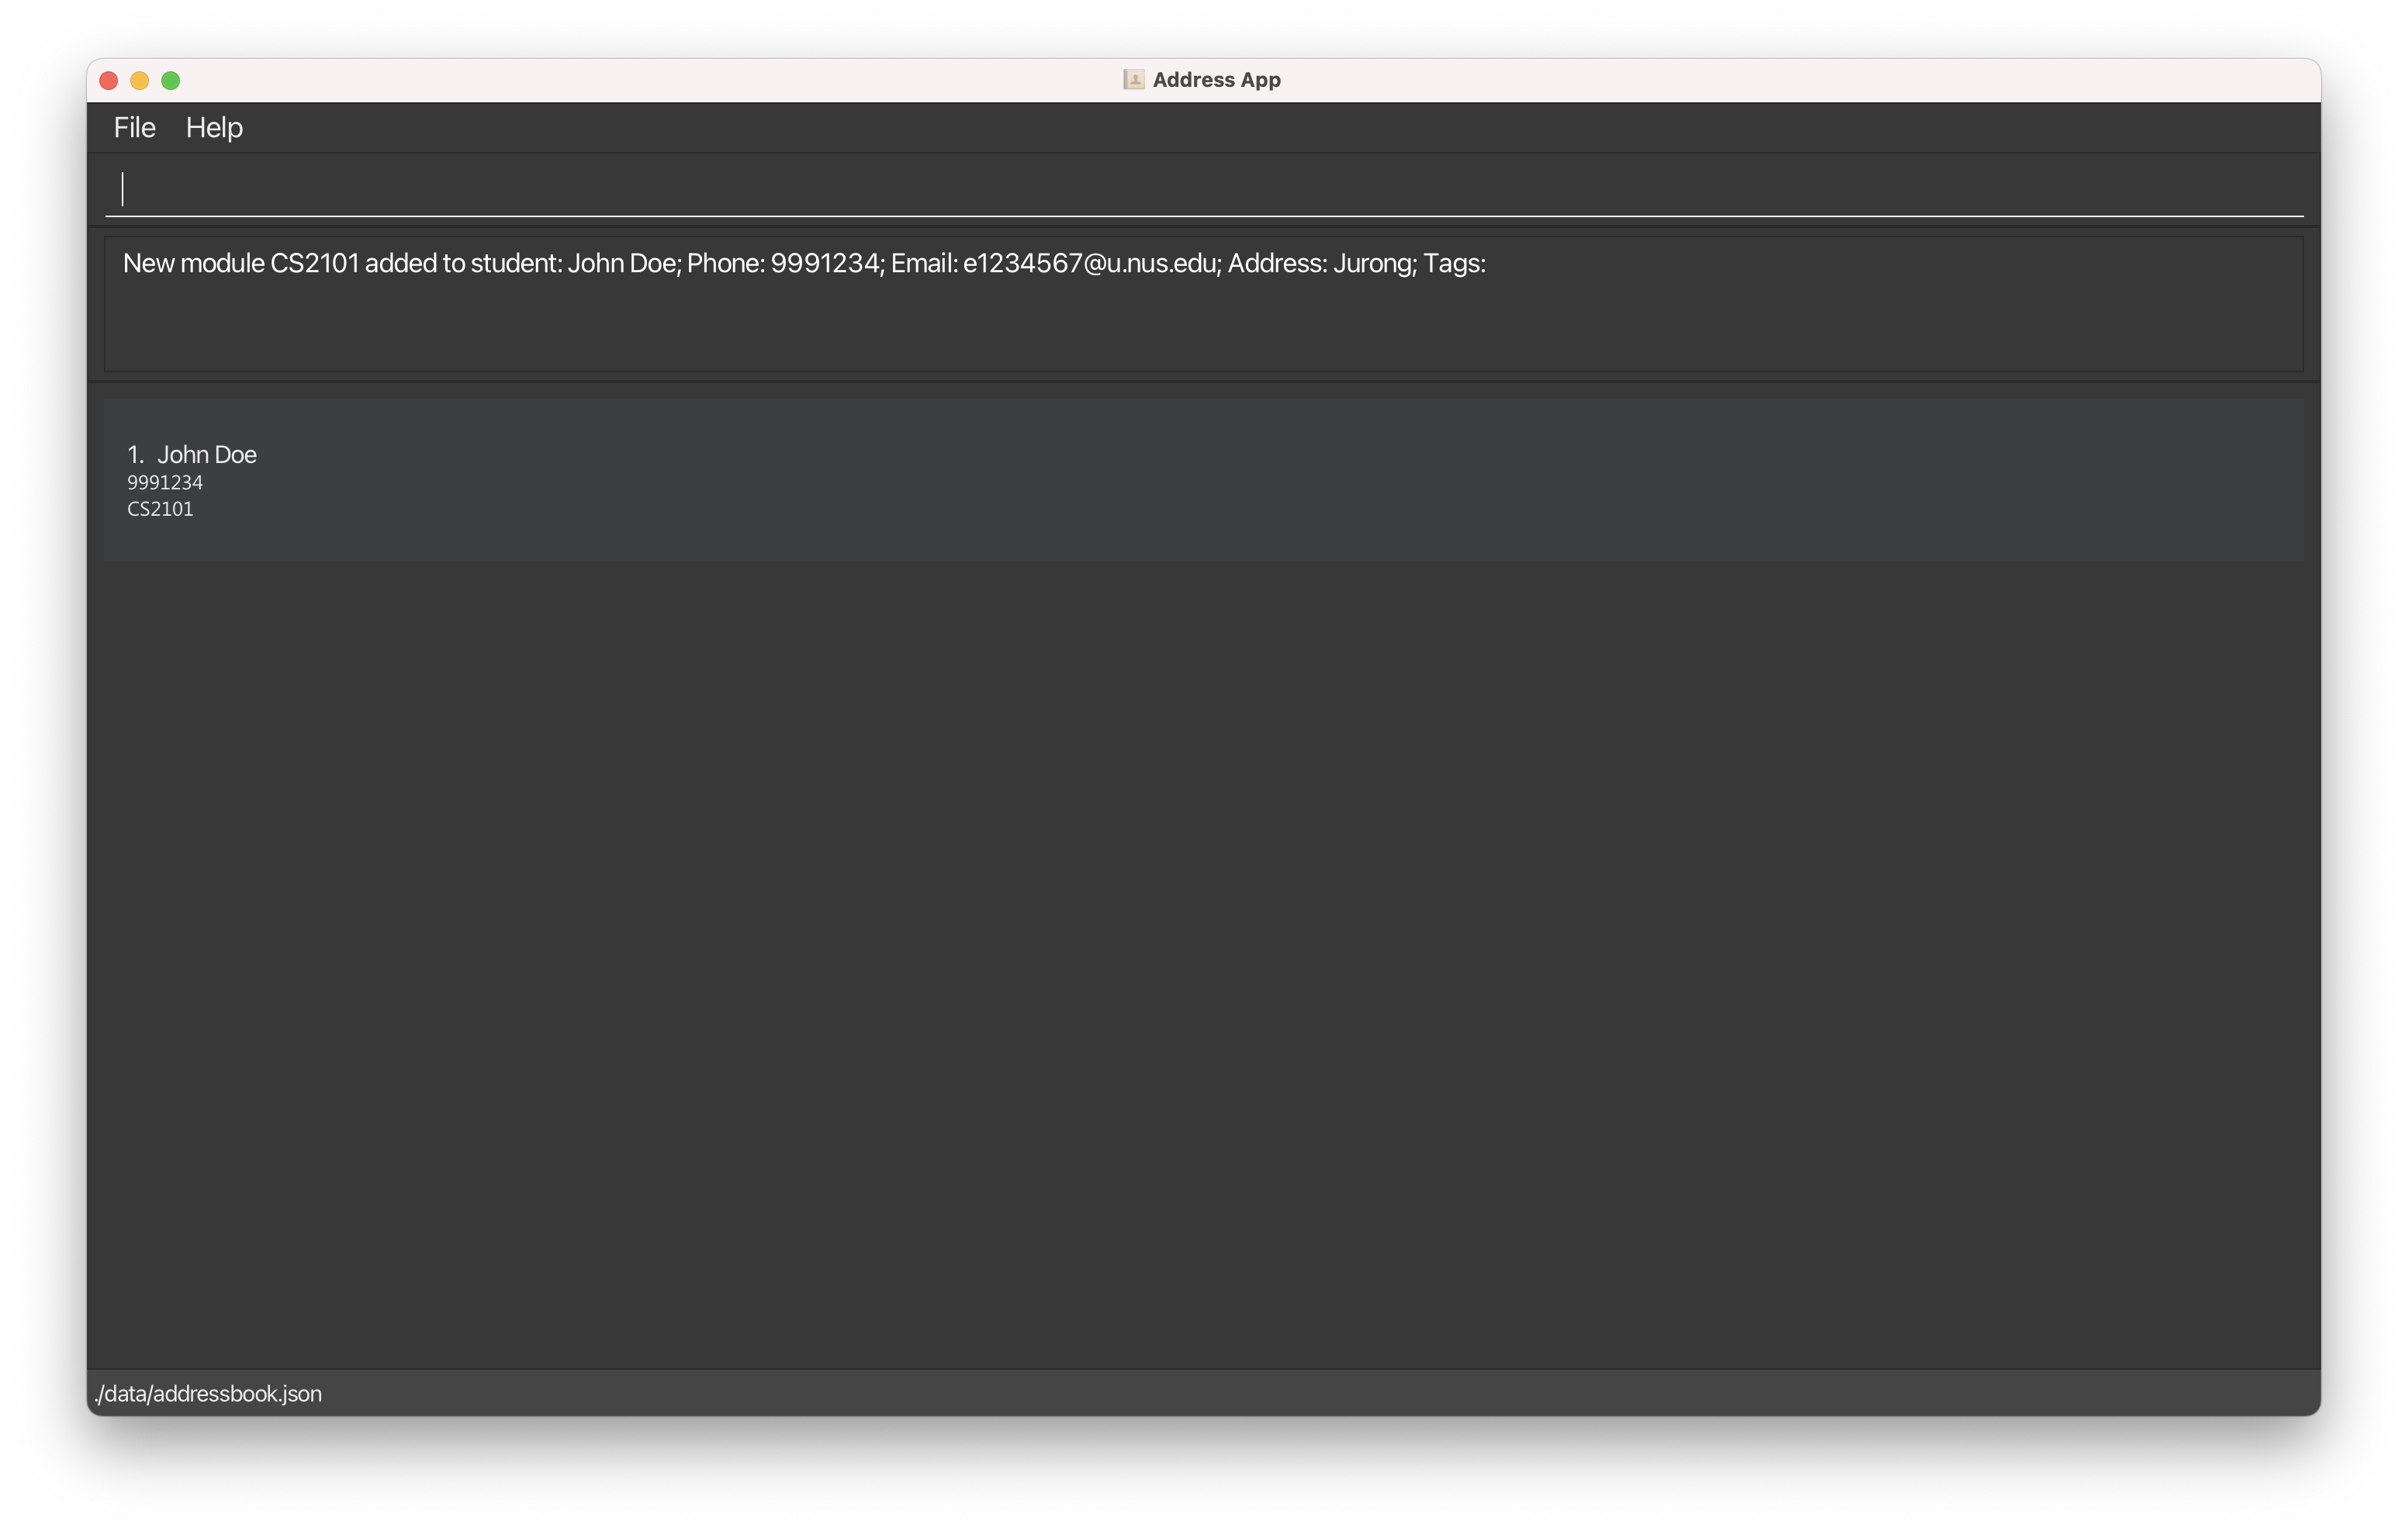 Address App
File Help
New module CS2101 added to student: John Doe; Phone: 9991234; Email: e1234567@u.nus.edu; Address: Jurong; Tags:
1. John Doe
9991234
CS2101
./data/addressbook.json